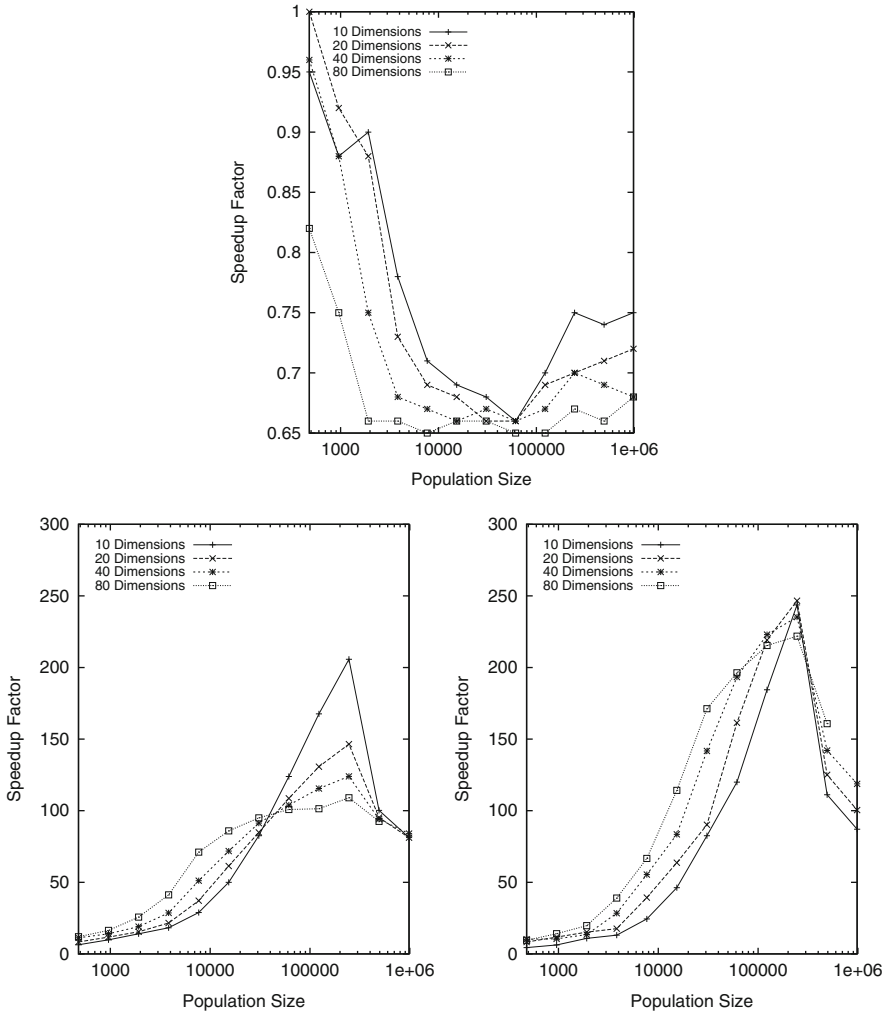 1
0.95
0.9
0.85
0.8
0.75
0.7
0.65
Speedup Factor
10 Dimensions
20 Dimensions
40 Dimensions
80 Dimensions
1000 10000 100000 1e+06
Population Size
300
250
200
150
100
50
0
Speedup Factor
10 Dimensions
20 Dimensions
40 Dimensions
80 Dimensions
1000 10000 100000 1e+06
Population Size
300
250
200
150
100
50
0
Speedup Factor
10 Dimensions
20 Dimensions
40 Dimensions
80 Dimensions
1000 10000 100000 1e+06
Population Size